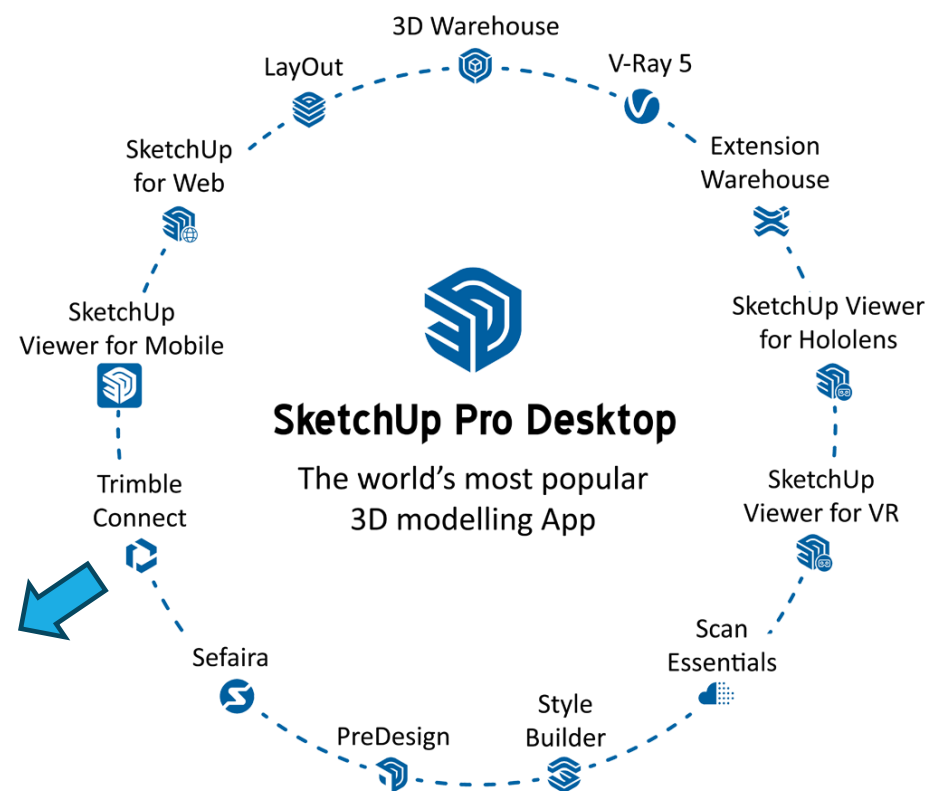 3D Warehouse
LayOut
V-Ray 5
SketchUp
for Web
Extension
Warehouse
SketchUp
Viewer for Mobile
SketchUp Viewer
for Hololens
SketchUp Pro Desktop
The world's most popular
3D modelling App
Trimble
Connect
SketchUp
Viewer for VR
Sefaira
Scan
Essentials
PreDesign
Style
Builder